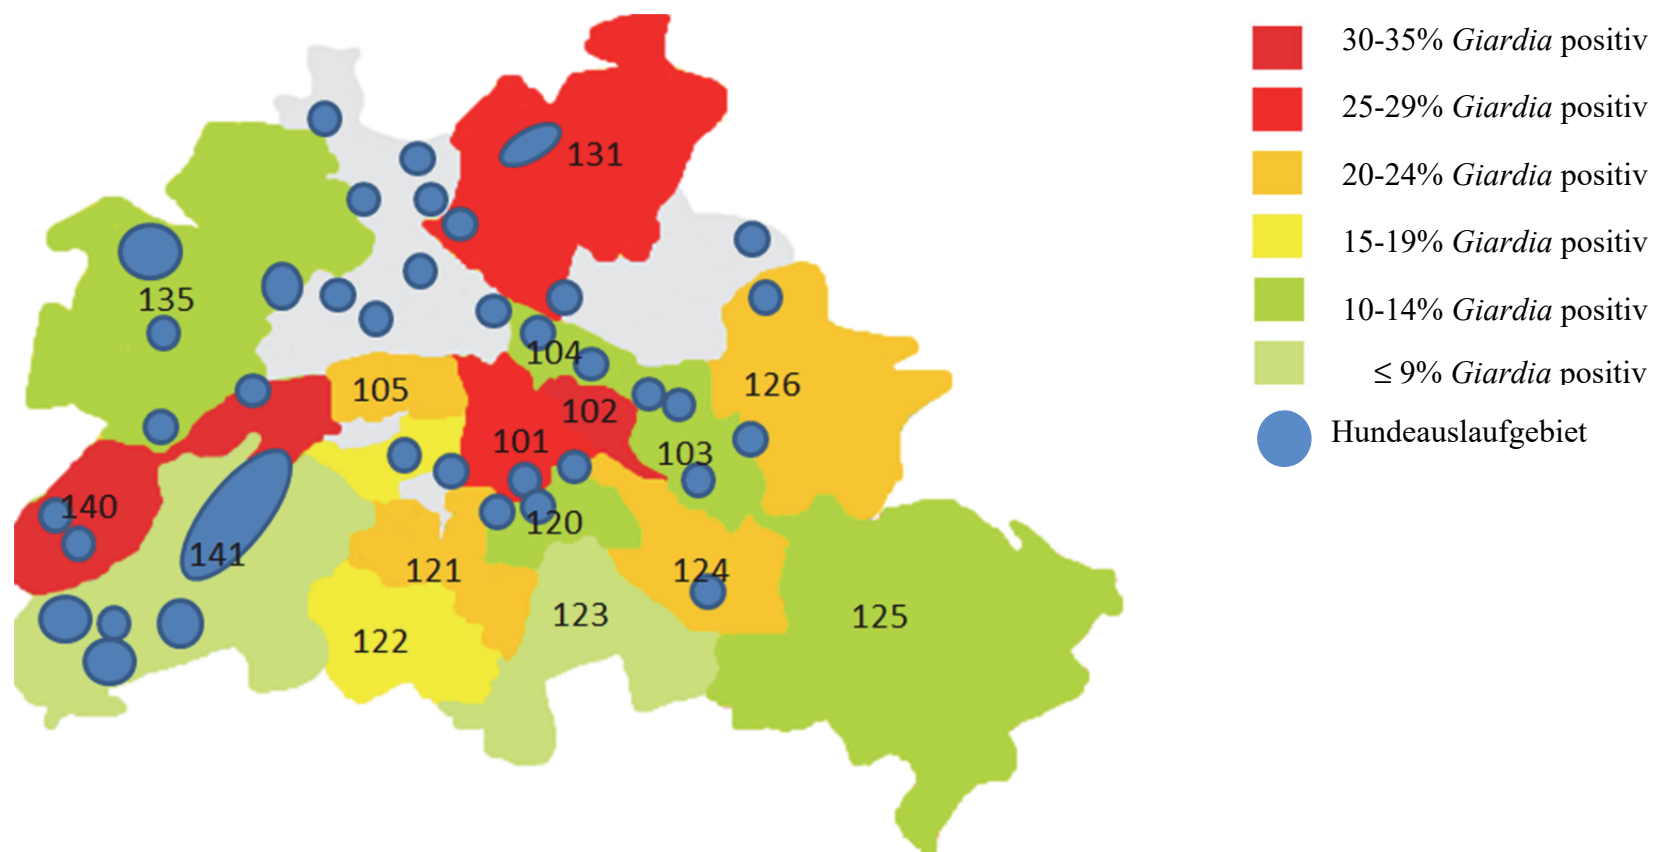 30-35% Giardia positiv
25-29% Giardia positiv
20-24% Giardia positiv
15-19% Giardia positiv
10-14% Giardia positiv
≤ 9% Giardia positiv
Hundeauslaufgebiet
131
135
104
105
126
102
101
103
140
120
141
121
124
123
125
122